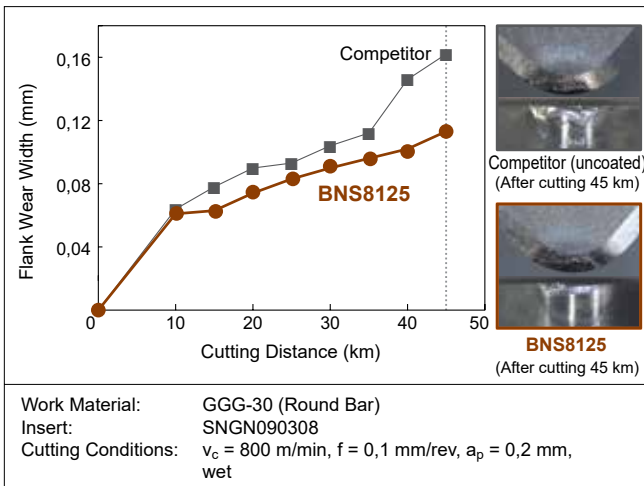 Competitor
0,16
0,12
0,08
0,04
Flank Wear Width (mm)
BNS8125
0
10
20
30
40
50
Cutting Distance (km)
Competitor (uncoated)
(After cutting 45 km)
BNS8125
(After cutting 45 km)
Work Material: GGG-30 (Round Bar)
Insert: SNGN090308
Cutting Conditions: vc = 800 m/min, f = 0,1 mm/rev, ap = 0,2 mm,
wet